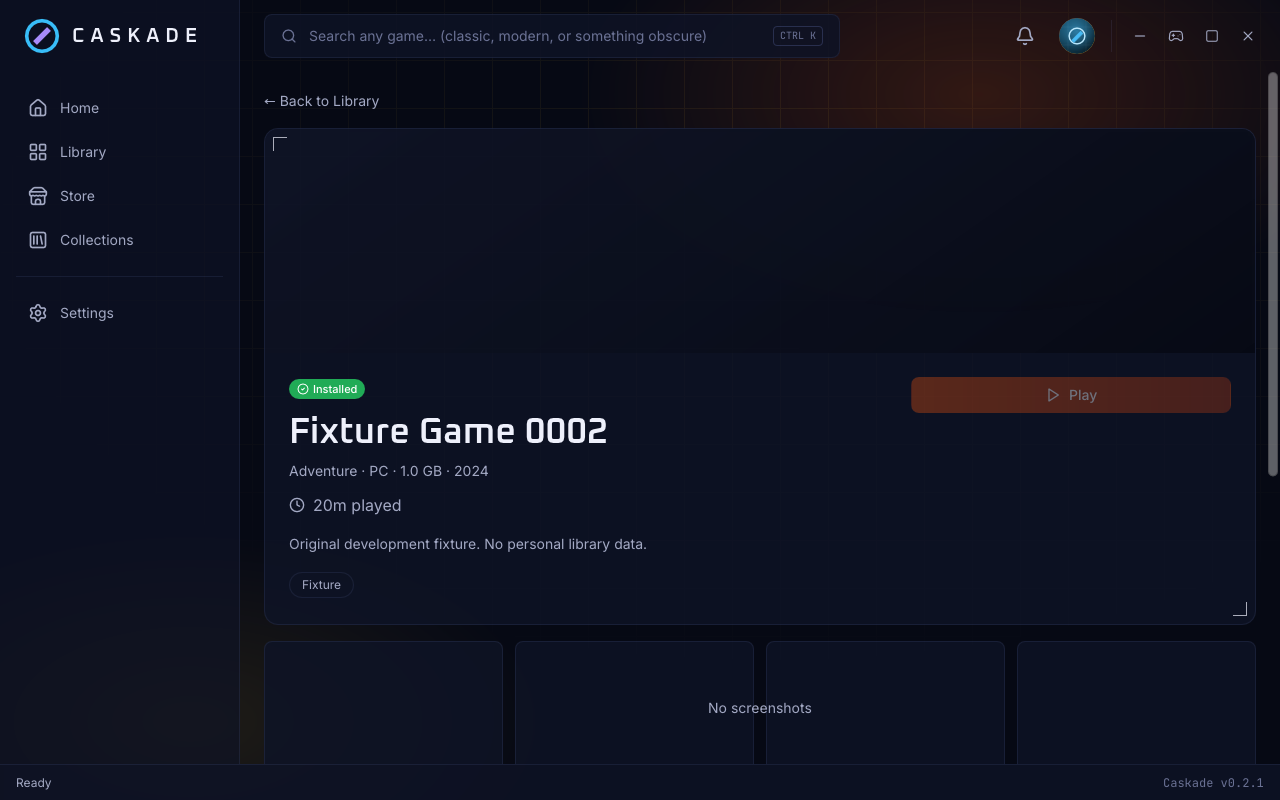 CASKADE
Search any game... (classic, modern, or something obscure)
CTRL K
Home
Library
Store
Collections
Settings
← Back to Library
Installed
Play
Fixture Game 0002
Adventure · PC · 1.0 GB · 2024
20m played
Original development fixture. No personal library data.
Fixture
No screenshots
Ready
Caskade v0.2.1